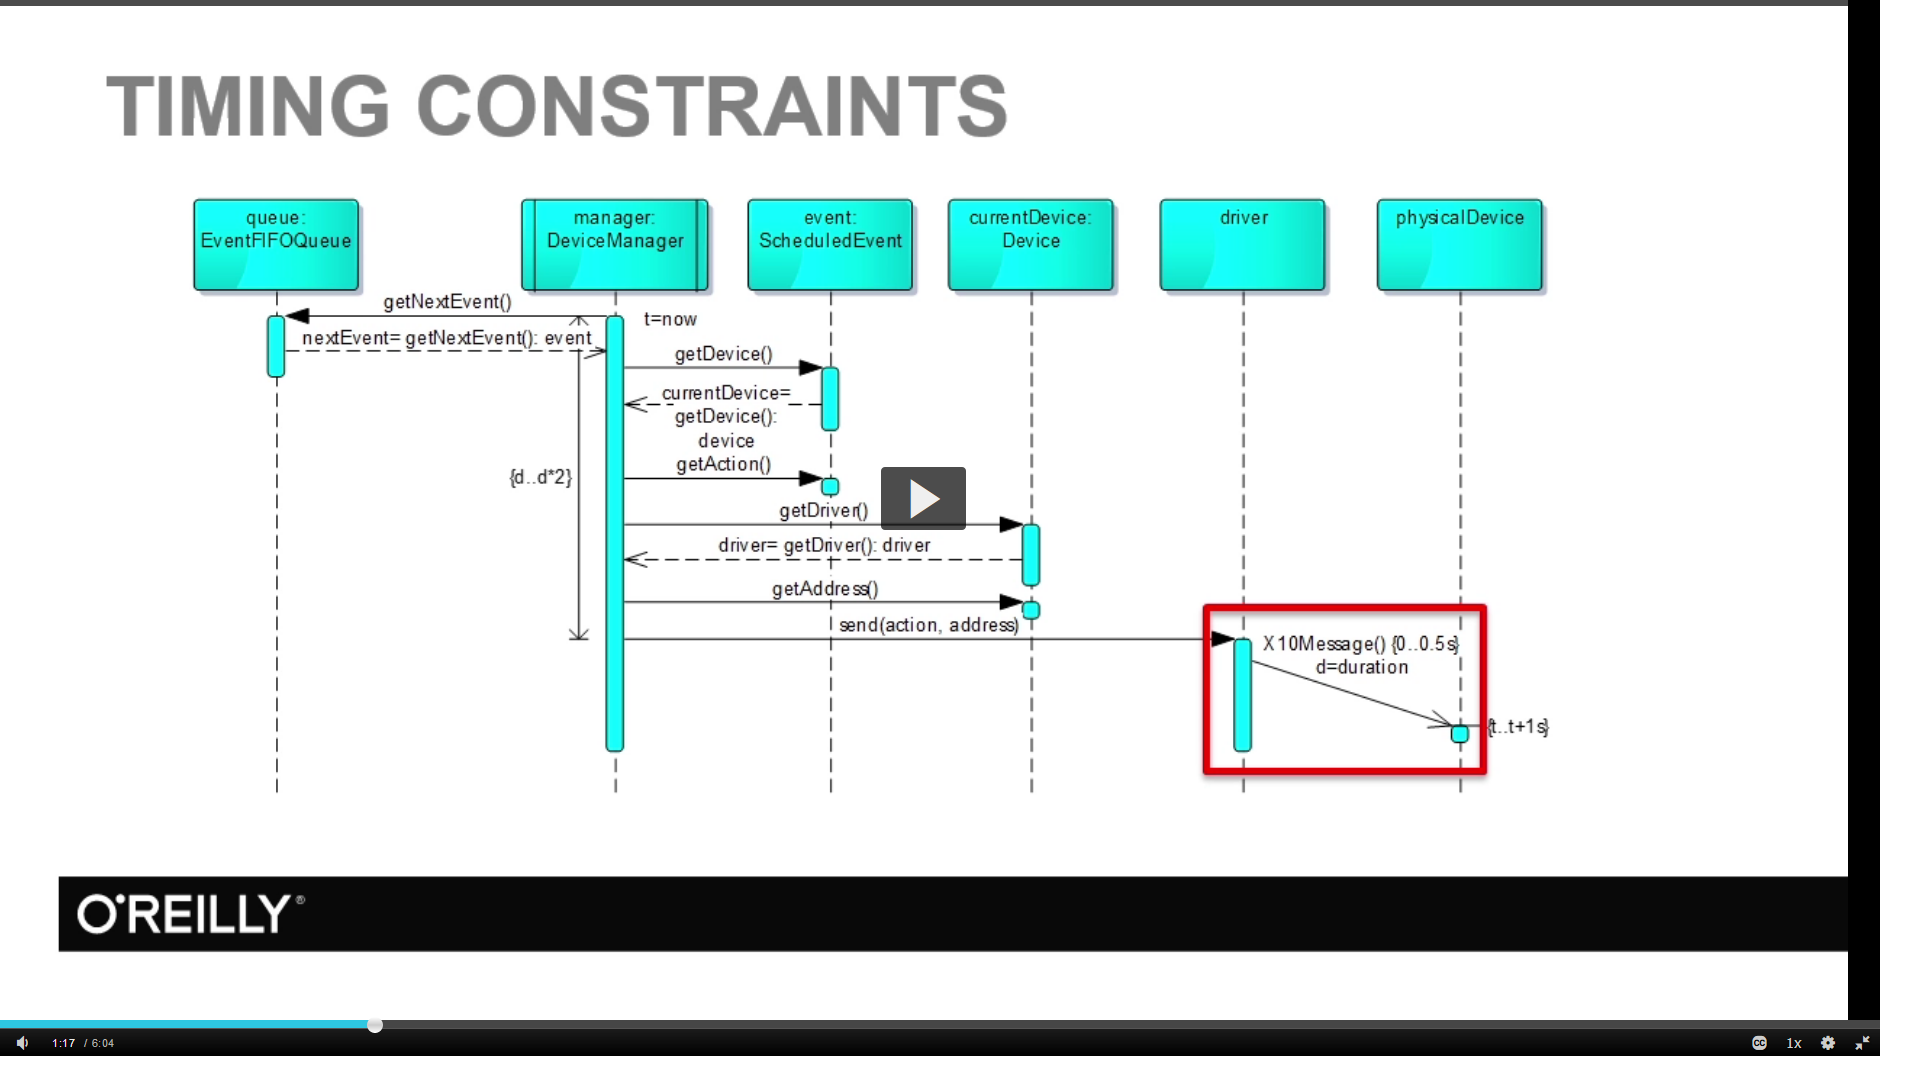 TIMING CONSTRAINTS
queue:
EventFIFOQueue
manager:
DeviceManager
event:
ScheduledEvent
currentDevice:
Device
driver
physicalDevice
getNextEvent()
t=now
nextEvent= getNextEvent(): event
getDevice()
currentDevice=
getDevice():
device
getAction()
{d..d*2}
getDriver()
driver= getDriver(): driver
getAddress()
send(action, address)
X10Message() {0..0.5s}
d=duration
{t..t+1s}
O'REILLY®
1:17 / 6:04
CC
1x